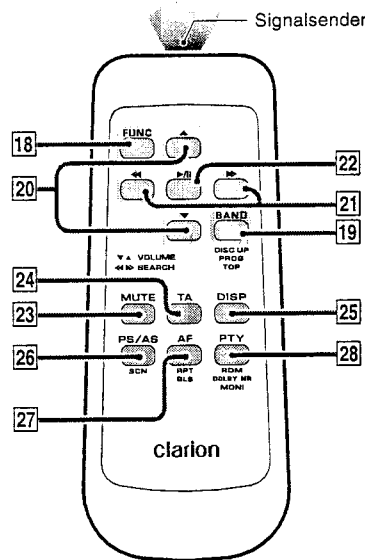 Signalsender
18
FUNC
20
22
21
BAND
19
VOLUME
SEARCH
DISC UP
PROG
TOP
24
MUTE
TA
DISP
23
25
PS/AS
AF
PTY
26
SCN
RPT
BLS
RDM
DOLBY NR
MONI
28
27
clarion